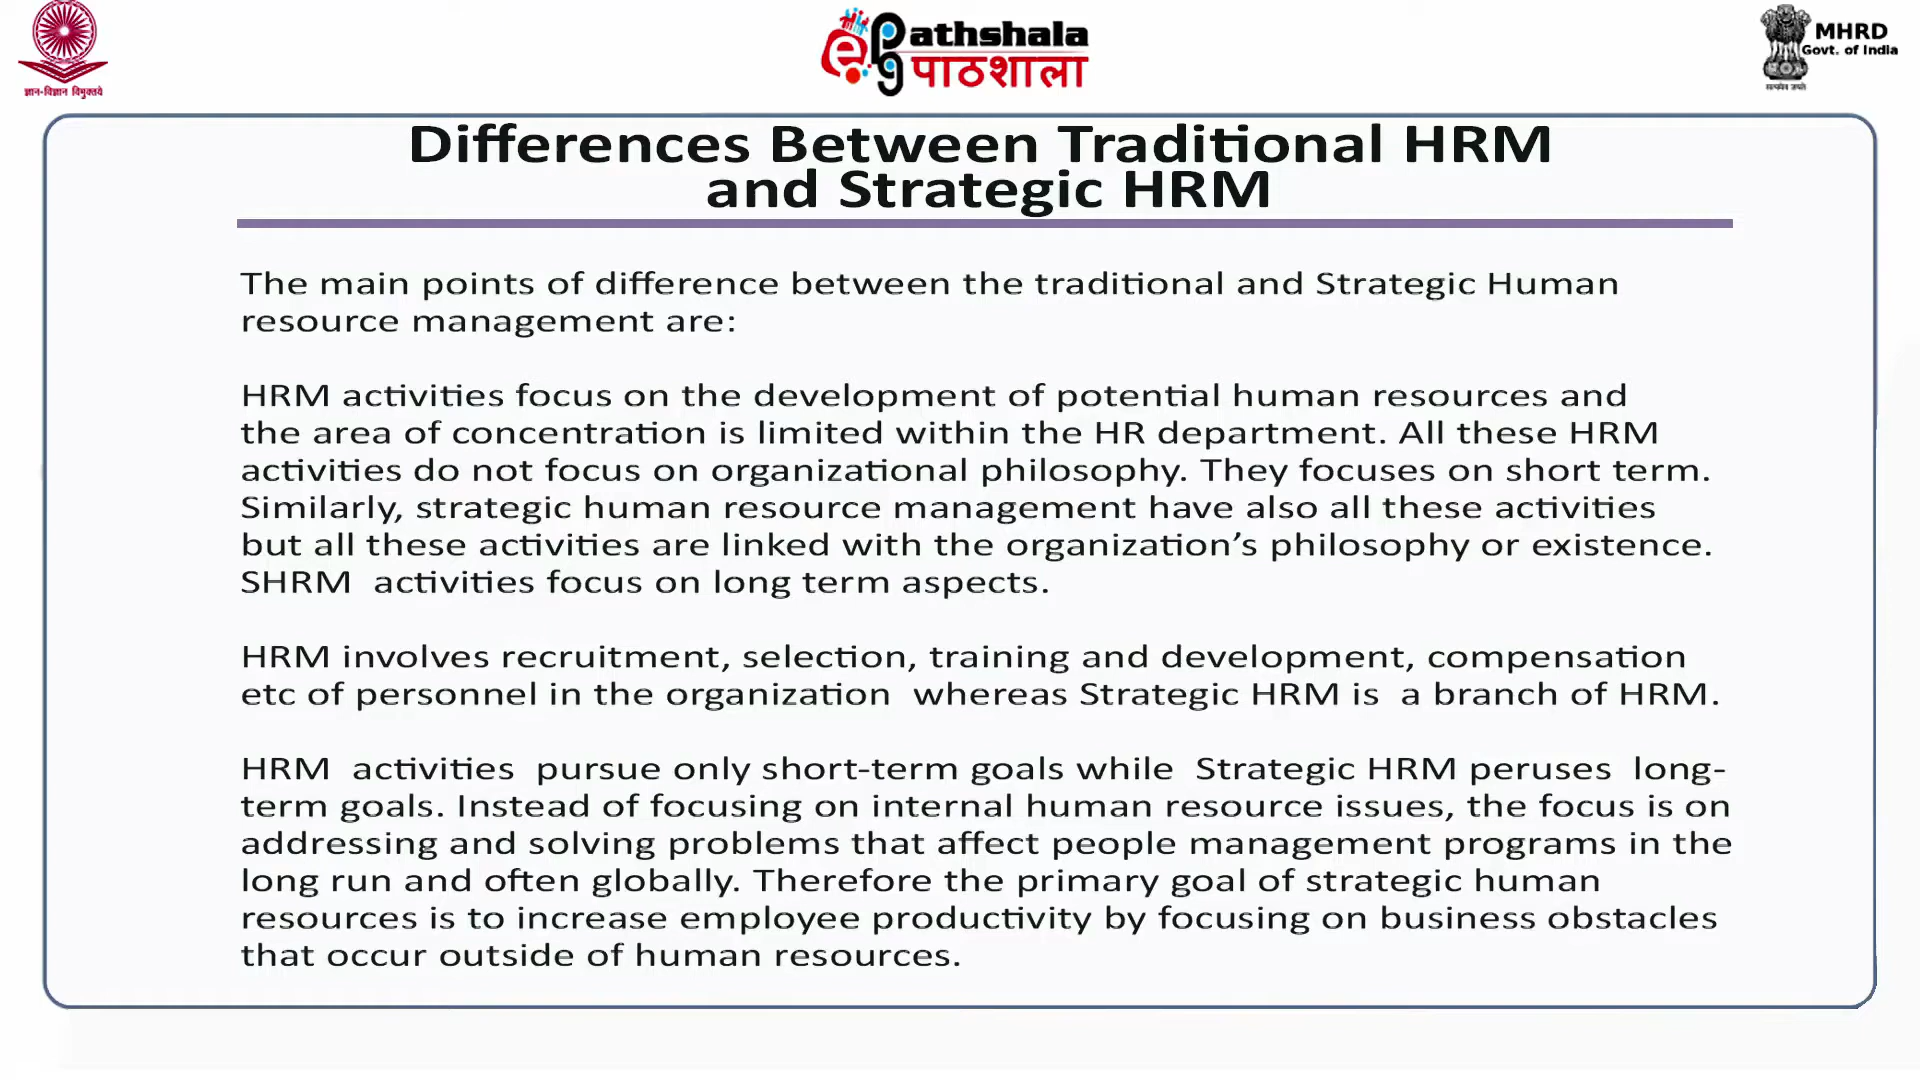 ज्ञान-विज्ञान विमुक्तये
ePathshala
पाठशाला
MHRD
Govt. of India
सत्यमेव जयते
Differences Between Traditional HRM
and Strategic HRM
The main points of difference between the traditional and Strategic Human
resource management are:
HRM activities focus on the development of potential human resources and
the area of concentration is limited within the HR department. All these HRM
activities do not focus on organizational philosophy. They focuses on short term.
Similarly, strategic human resource management have also all these activities
but all these activities are linked with the organization’s philosophy or existence.
SHRM  activities focus on long term aspects.
HRM involves recruitment, selection, training and development, compensation
etc of personnel in the organization  whereas Strategic HRM is  a branch of HRM.
HRM  activities  pursue only short-term goals while  Strategic HRM peruses  long-
term goals. Instead of focusing on internal human resource issues, the focus is on
addressing and solving problems that affect people management programs in the
long run and often globally. Therefore the primary goal of strategic human
resources is to increase employee productivity by focusing on business obstacles
that occur outside of human resources.